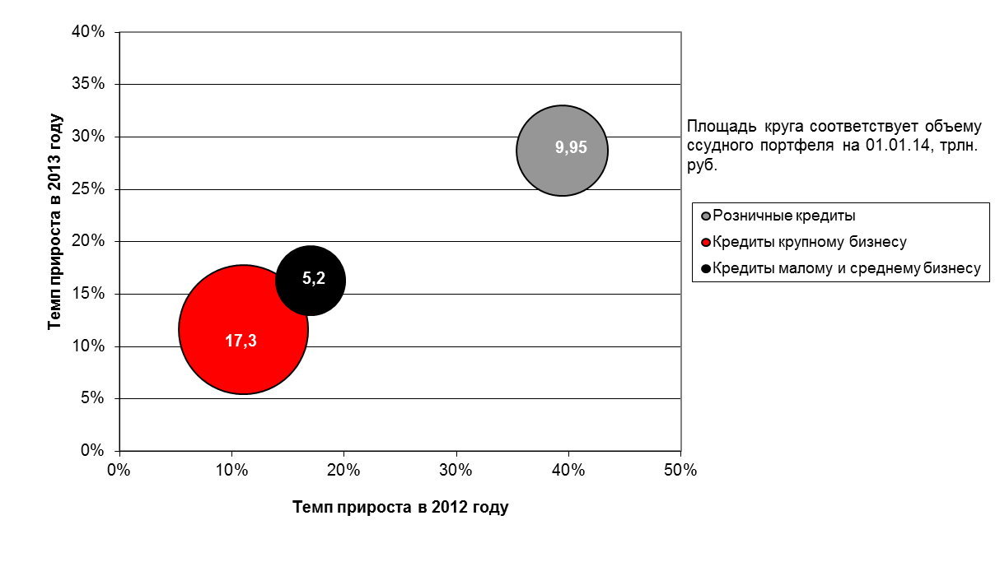 40%
35%
30%
25%
20%
15%
10%
5%
0%
Темп прироста в 2013 году
9,95
5,2
17,3
0% 10% 20% 30% 40% 50%
Темп прироста в 2012 году
Площадь круга соответствует объему
ссудного портфеля на 01.01.14, трлн.
руб.
Розничные кредиты
Кредиты крупному бизнесу
Кредиты малому и среднему бизнесу